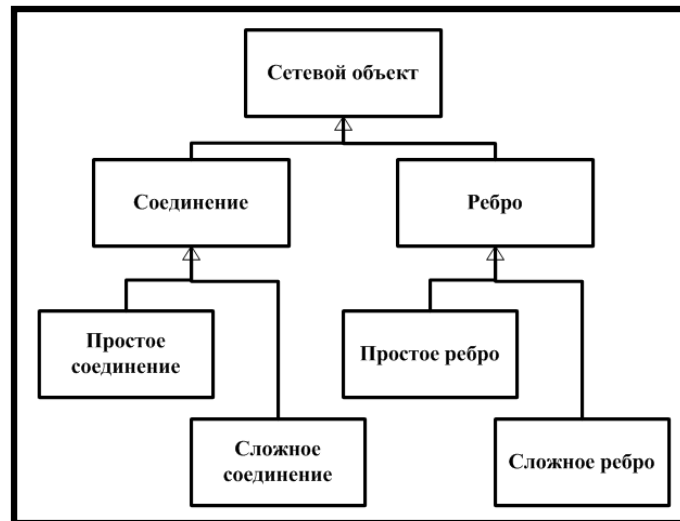 Сетевой объект
Соединение
Ребро
Простое
соединение
Простое ребро
Сложное
соединение
Сложное ребро